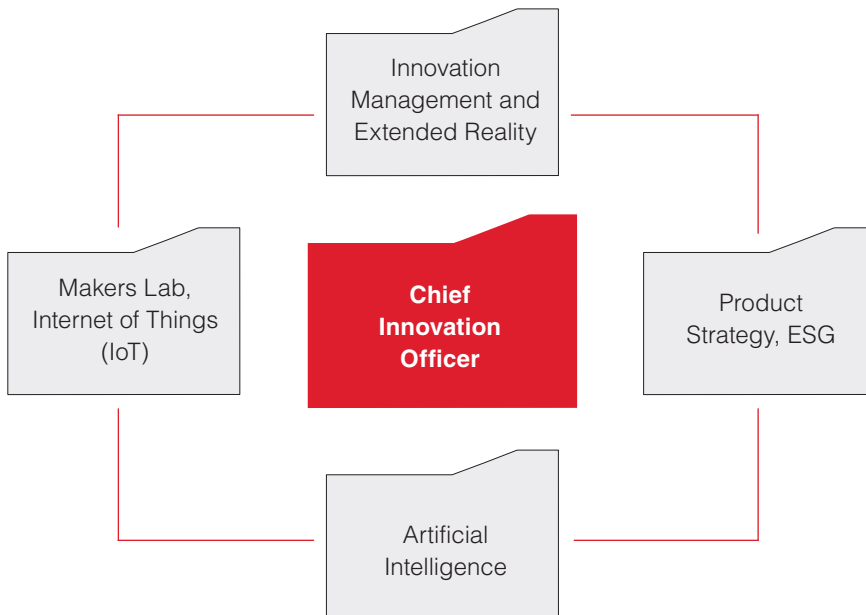 Innovation
Management and
Extended Reality
Makers Lab,
Internet of Things
(IoT)
Chief
Innovation
Officer
Product
Strategy, ESG
Artificial
Intelligence